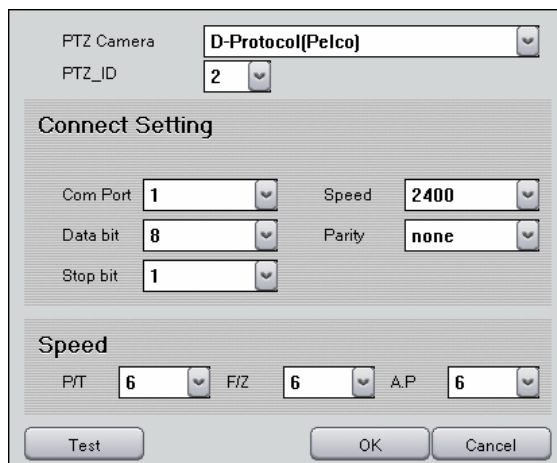 PTZ Camera D-Protocol(Pelco)
PTZ_ID 2
Connect Setting
Com Port 1 Speed 2400
Data bit 8 Parity none
Stop bit 1
Speed
P/T 6 F/Z 6 A.P 6
Test OK Cancel